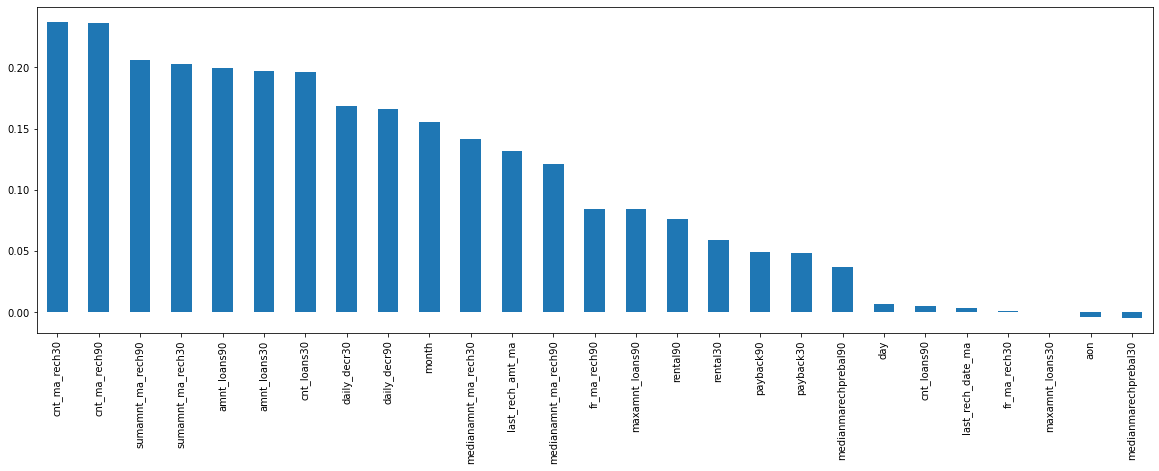 0.20
0.15
0.10
0.05
0.00
cnt_ma_rech30
cnt_ma_rech90
sumamnt_ma_rech90
sumamnt_ma_rech30
amnt_loans90
amnt_loans30
cnt_loans30
daily_decr30
daily_decr90
month
medianamnt_ma_rech30
last_rech_amt_ma
medianamnt_ma_rech90
fr_ma_rech90
maxamnt_loans90
rental90
rental30
payback90
payback30
medianmarechprebal90
day
cnt_loans90
last_rech_date_ma
fr_ma_rech30
maxamnt_loans30
aon
medianmarechprebal30